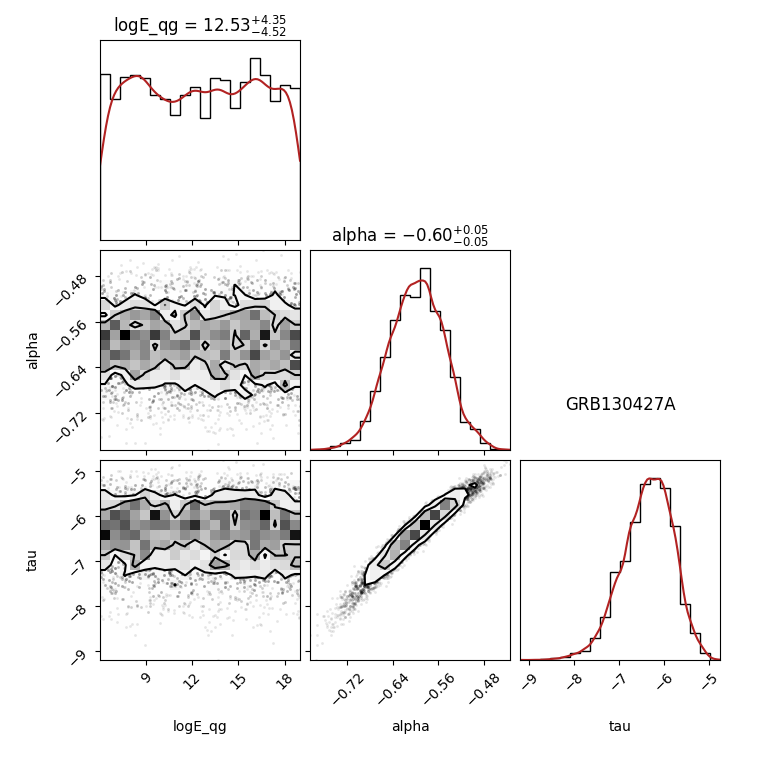 logE_qg = 12.53+4.35−4.52
alpha = −0.60+0.05−0.05
alpha
−0.48
−0.56
−0.64
−0.72
GRB130427A
tau
−5
−6
−7
−8
−9
9 12 15 18
−0.72 −0.64 −0.56 −0.48
−9 −8 −7 −6 −5
logE_qg alpha tau